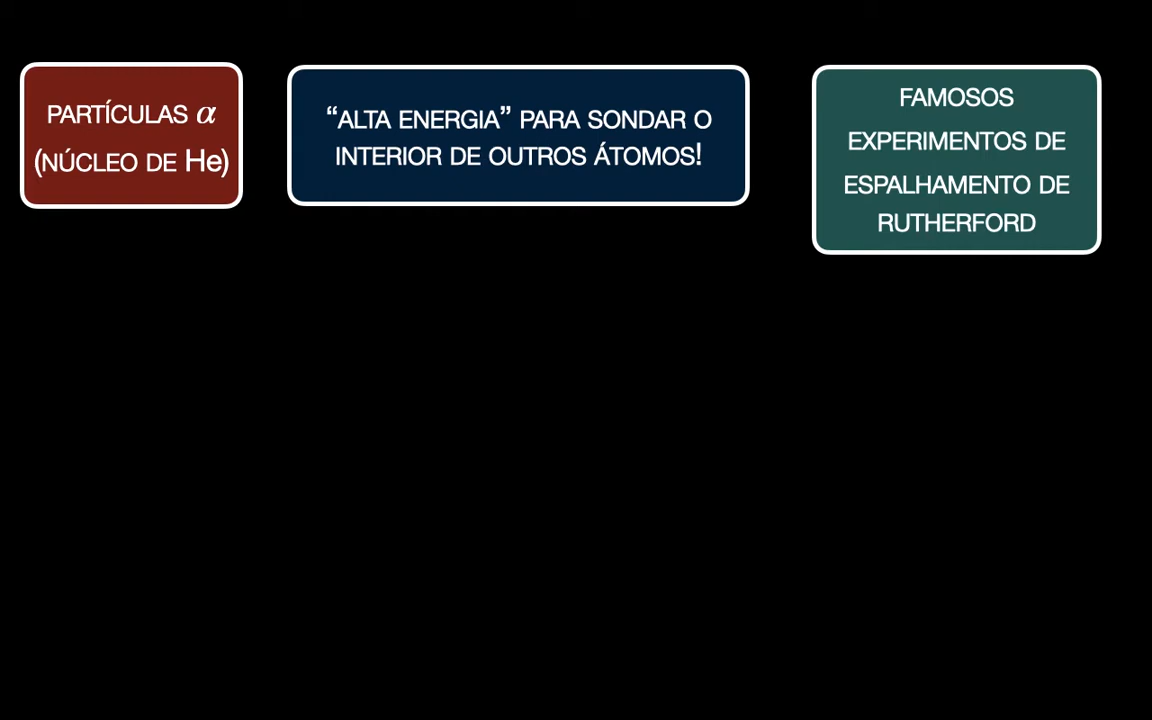 PARTÍCULAS α
(NÚCLEO DE He)
“ALTA ENERGIA” PARA SONDAR O
INTERIOR DE OUTROS ÁTOMOS!
FAMOSOS
EXPERIMENTOS DE
ESPALHAMENTO DE
RUTHERFORD